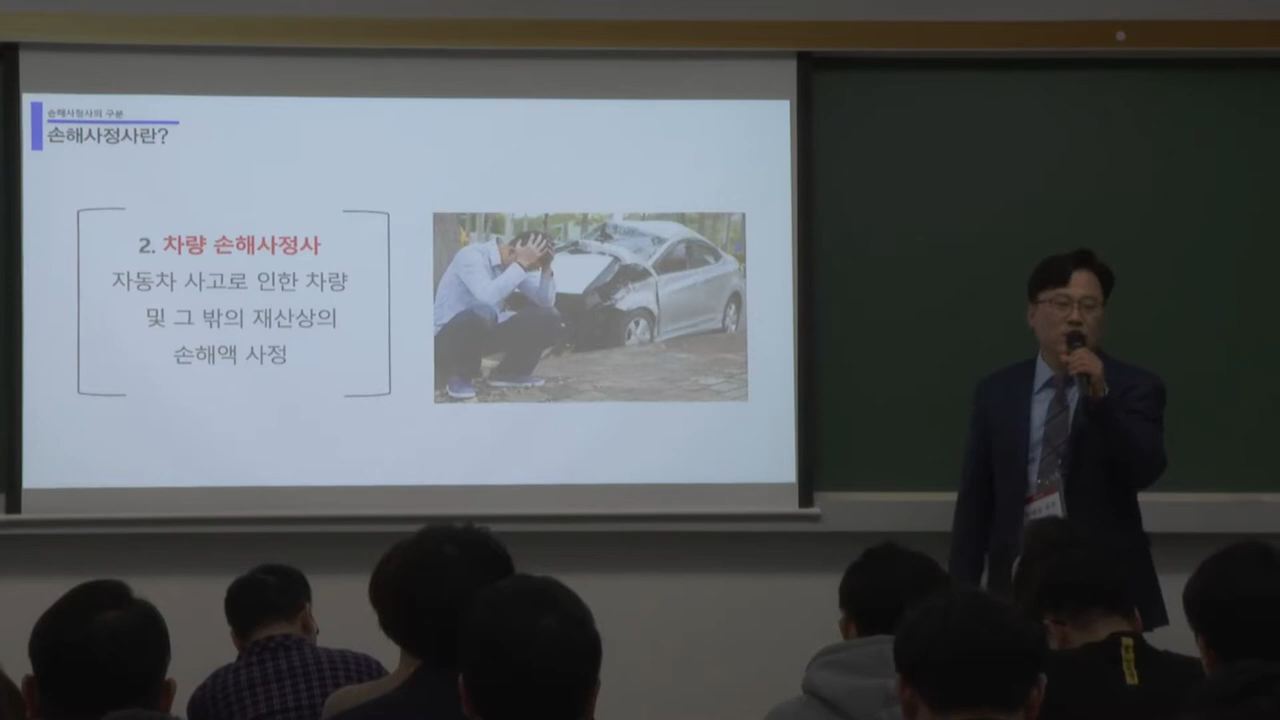 손해사정사의 구분
손해사정사란?
2. 차량 손해사정사
자동차 사고로 인한 차량
및 그 밖의 재산상의
손해액 사정